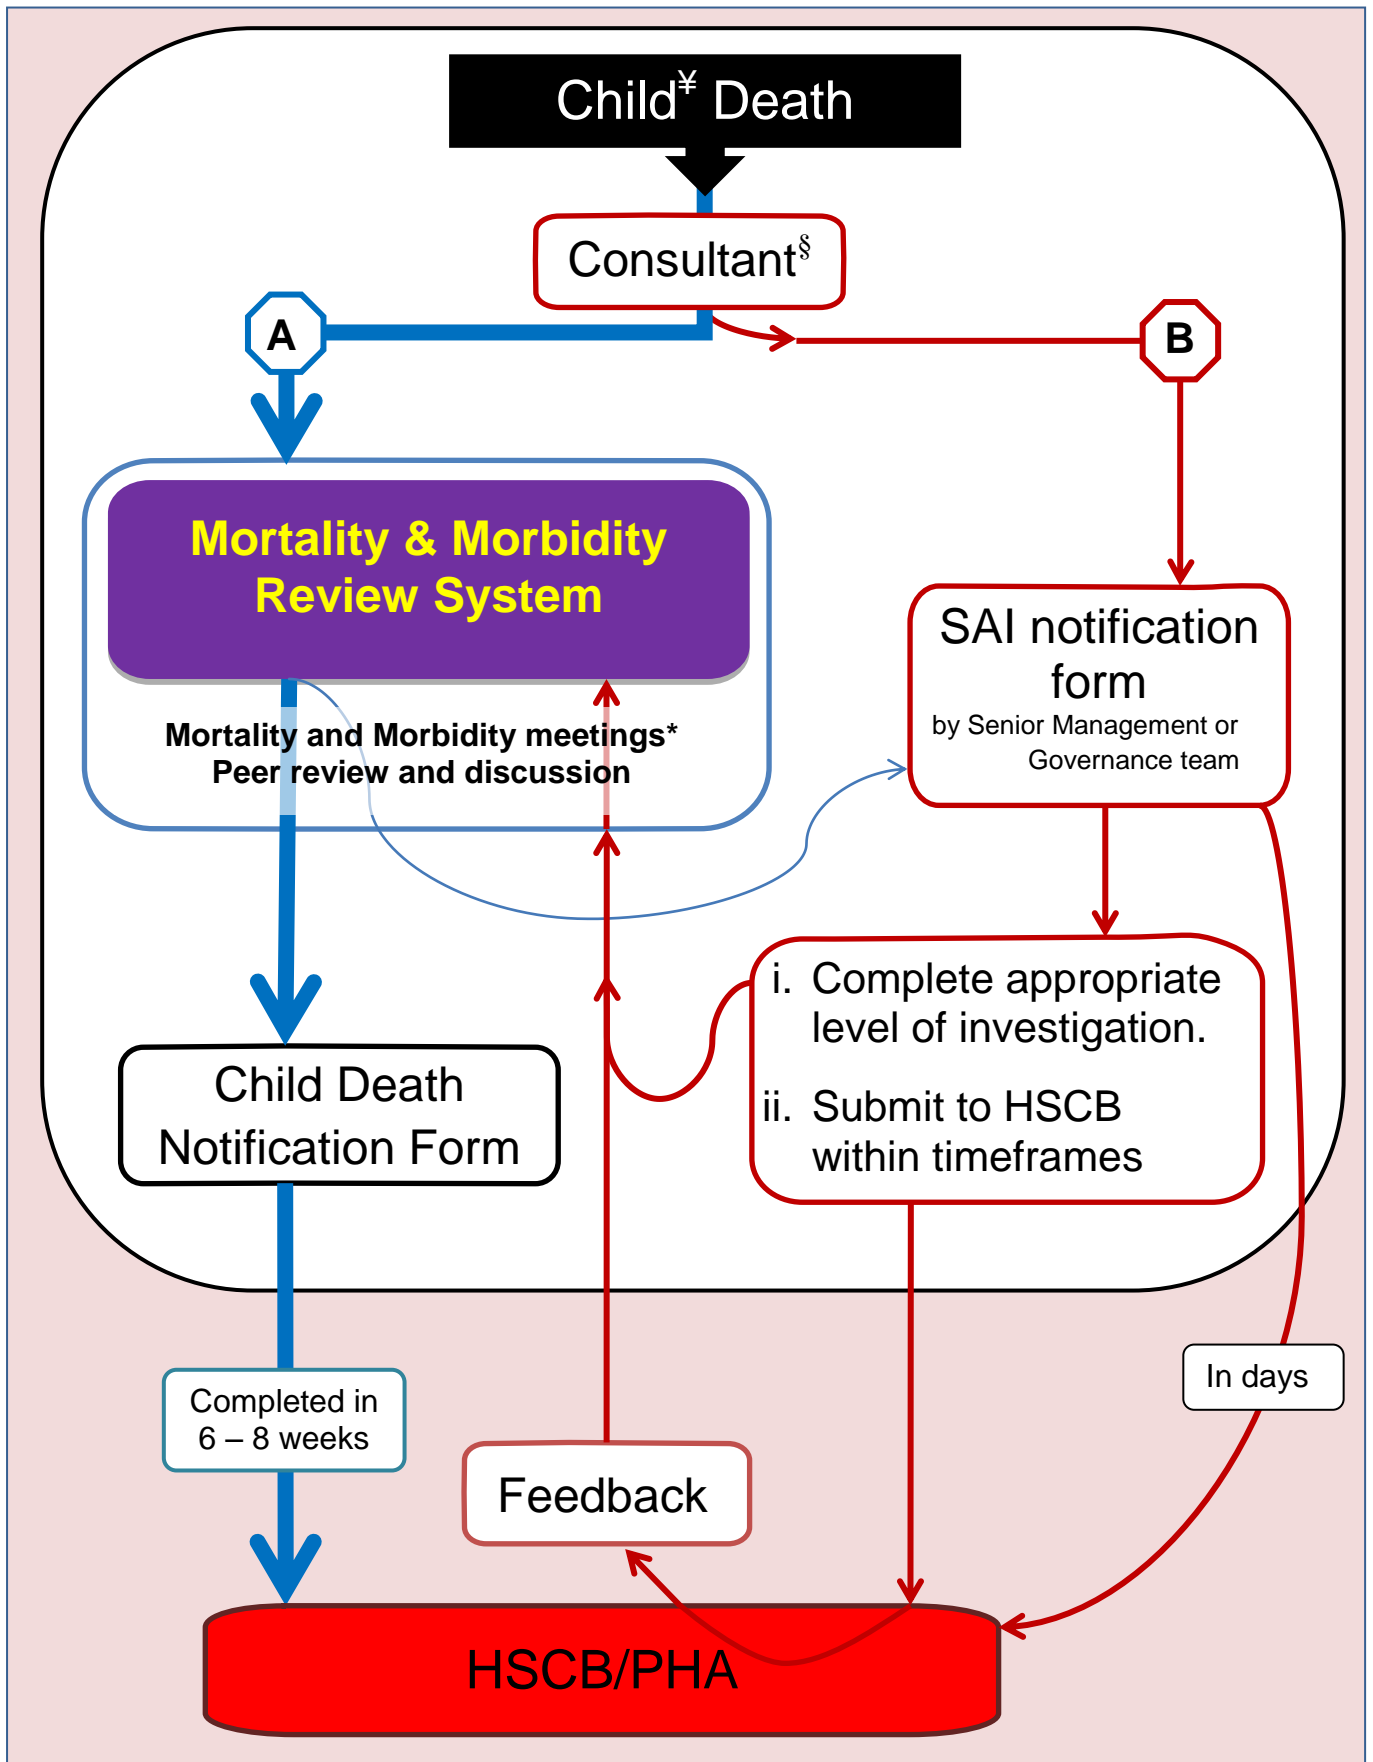 Child¥ Death
Consultant§
A
B
Mortality & Morbidity
Review System
Mortality and Morbidity meetings*
Peer review and discussion
SAI notification
form
by Senior Management or
Governance team
i. Complete appropriate
level of investigation.
ii. Submit to HSCB
within timeframes
Child Death
Notification Form
Completed in
6 – 8 weeks
In days
Feedback
HSCB/PHA